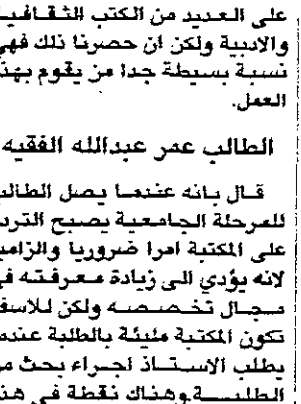 على العديد من الكتب الثقافية
والادبية ولكن ان حصرنا ذلك فهي
نسبة بسيطة جدا من يقوم بهذا
العمل.
الطالب عمر عبدالله الفقيه
قال بانه عندما يصل الطالب
للمرحلة الجامعية يصبح التردد
على المكتبة امرا ضروريا والزاميا
لانه يؤدي الى زيادة معرفته في
مجال تخصصه ولكن للاسف
تكون المكتبة مليئة بالطلبة عندما
يطلب الاستاذ اجراء بحث من
الطلبة وهناك نقطة في هذا